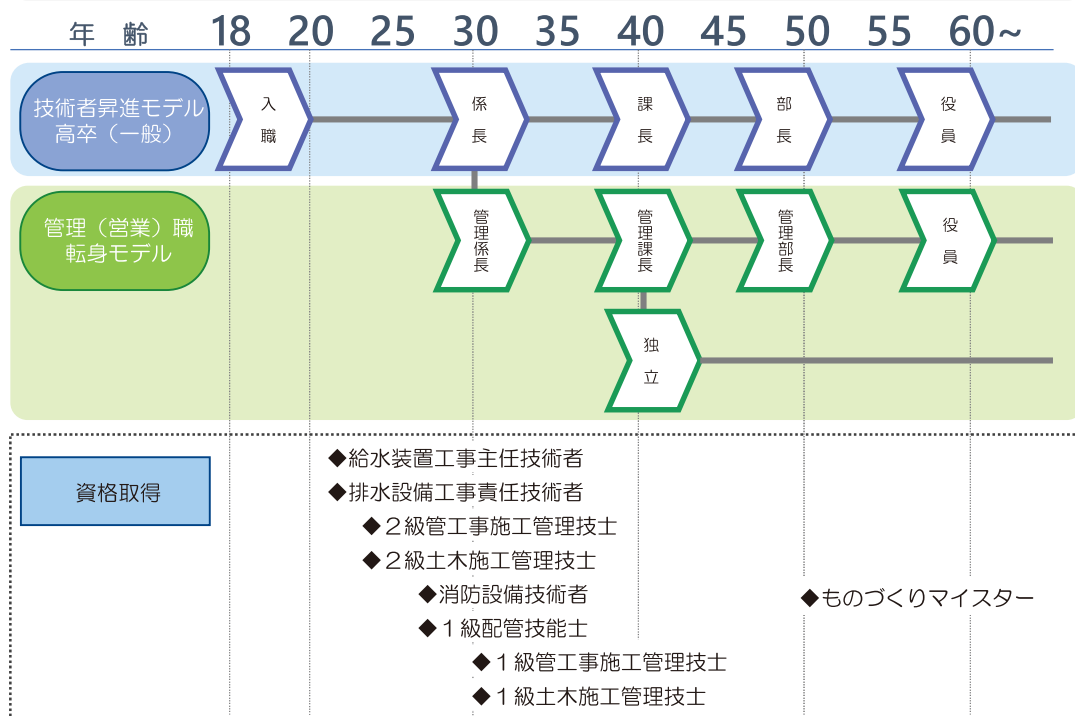 年 齢 18 20 25 30 35 40 45 50 55 60~
技術者昇進モデル
高卒（一般）
入職
係長
課長
部長
役員
管理（営業）職
転身モデル
管理係長
管理課長
管理部長
役員
独立
資格取得
◆給水装置工事主任技術者
◆排水設備工事責任技術者
◆２級管工事施工管理技士
◆２級土木施工管理技士
◆消防設備技術者
◆ものづくりマイスター
◆１級配管技能士
◆１級管工事施工管理技士
◆１級土木施工管理技士